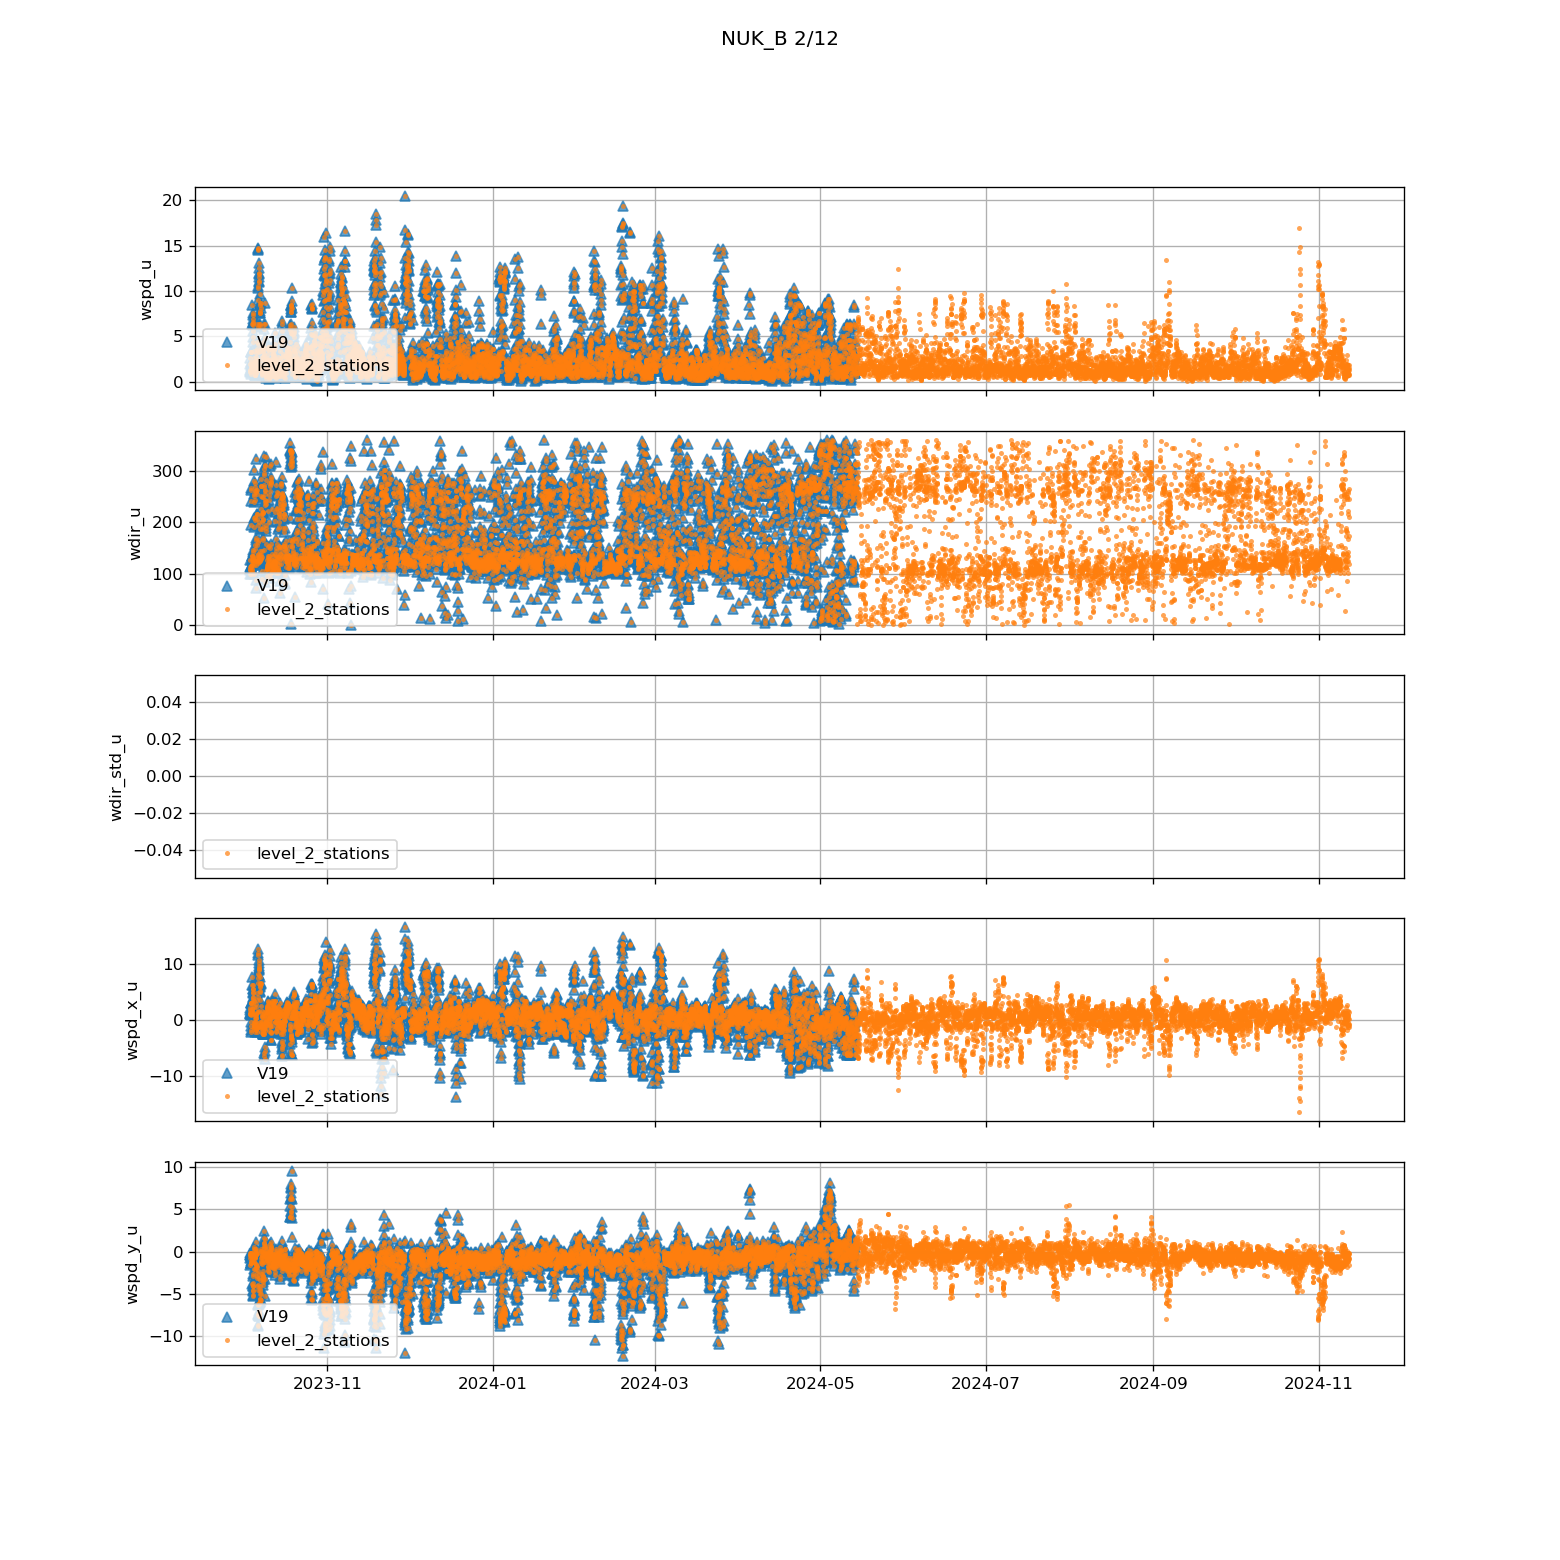 NUK_B 2/12
20
15
10
5
0
wspd_u
V19
level_2_stations
300
200
100
0
wdir_u
V19
level_2_stations
0.04
0.02
0.00
−0.02
−0.04
wdir_std_u
level_2_stations
10
0
−10
wspd_x_u
V19
level_2_stations
10
5
0
−5
−10
wspd_y_u
V19
level_2_stations
2023-11 2024-01 2024-03 2024-05 2024-07 2024-09 2024-11